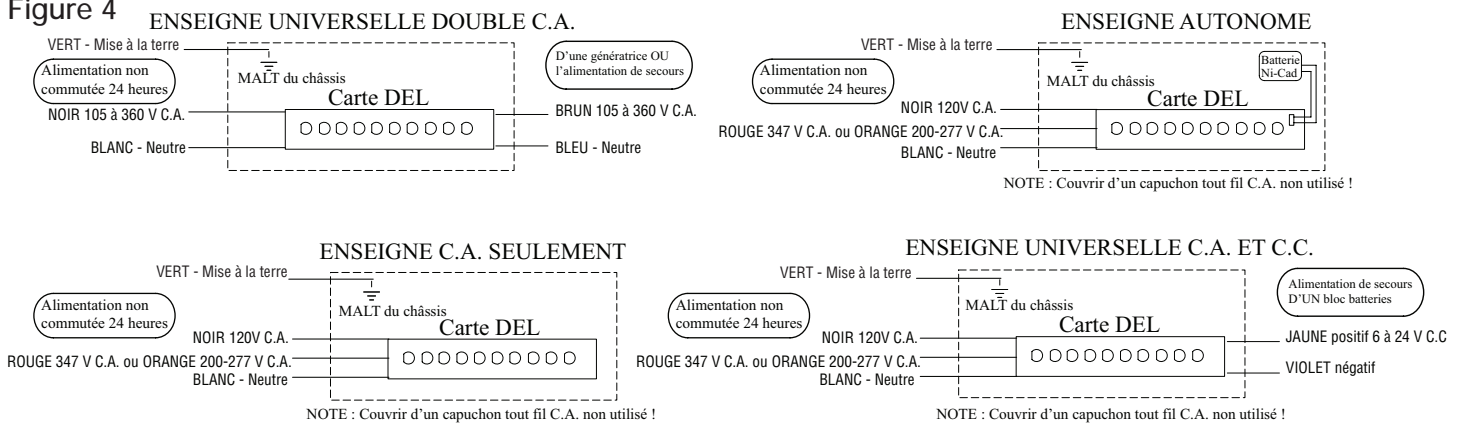 Figure 4
ENSEIGNE UNIVERSELLE DOUBLE C.A.
VERT - Mise à la terre
MALT du châssis
Alimentation non
commutée 24 heures
D'une génératrice OU
l'alimentation de secours
Carte DEL
NOIR 105 à 360 V C.A.
BRUN 105 à 360 V C.A.
BLANC - Neutre
BLEU - Neutre
ENSEIGNE AUTONOME
VERT - Mise à la terre
MALT du châssis
Batterie
Ni-Cad
Alimentation non
commutée 24 heures
Carte DEL
NOIR 120V C.A.
ROUGE 347 V C.A. ou ORANGE 200-277 V C.A.
BLANC - Neutre
NOTE : Couvrir d'un capuchon tout fil C.A. non utilisé !
ENSEIGNE C.A. SEULEMENT
VERT - Mise à la terre
MALT du châssis
Alimentation non
commutée 24 heures
Carte DEL
NOIR 120V C.A.
ROUGE 347 V C.A. ou ORANGE 200-277 V C.A.
BLANC - Neutre
NOTE : Couvrir d'un capuchon tout fil C.A. non utilisé !
ENSEIGNE UNIVERSELLE C.A. ET C.C.
VERT - Mise à la terre
MALT du châssis
Alimentation non
commutée 24 heures
Alimentation de secours
D'UN bloc batteries
Carte DEL
NOIR 120V C.A.
JAUNE positif 6 à 24 V C.C
ROUGE 347 V C.A. ou ORANGE 200-277 V C.A.
VIOLET négatif
BLANC - Neutre
NOTE : Couvrir d'un capuchon tout fil C.A. non utilisé !